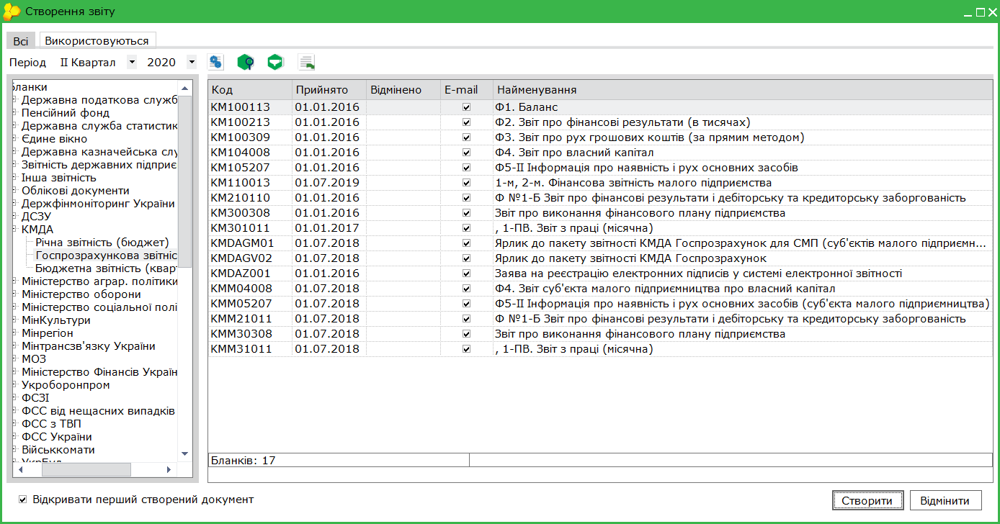 Створення звіту
Всі Використовуються
Період II Квартал 2020
бланки
Державна податкова служб
Пенсійний фонд
Державна служба статистик
Єдине вікно
Державна казначейська слу
Звітність державних підприє
Інша звітність
Облікові документи
Держфінмоніторинг України
ДСЗУ
КМДА
Річна звітність (бюджет)
Госпрозрахункова звітніс
Бюджетна звітність (кварт
Міністерство аграр. політики
Міністерство оборони
Міністерство соціальної полі
МінКультури
Мінрегіон
Мінтрансзв'язку України
МОЗ
Міністерство Фінансів Україн
Укроборонпром
ФСЗІ
ФСС від нещасних випадків
ФСС з ТВП
ФСС України
Військкомати
УкрБуд
Код Прийнято Відмінено E-mail Найменування
KM100113 01.01.2016 Ф1. Баланс
KM100213 01.01.2016 Ф2. Звіт про фінансові результати (в тисячах)
KM100309 01.01.2016 Ф3. Звіт про рух грошових коштів (за прямим методом)
KM104008 01.01.2016 Ф4. Звіт про власний капітал
KM105207 01.01.2016 Ф5-II Інформація про наявність і рух основних засобів
KM110013 01.07.2019 1-м, 2-м. Фінансова звітність малого підприємства
KM210110 01.01.2016 Ф №1-Б Звіт про фінансові результати і дебіторську та кредиторську заборгованість
KM300308 01.01.2016 Звіт про виконання фінансового плану підприємства
KM301011 01.01.2017 , 1-ПВ. Звіт з праці (місячна)
KMDAGM01 01.07.2018 Ярлик до пакету звітності КМДА Госпрозрахунок для СМП (суб'єктів малого підприємн...
KMDAGV02 01.07.2018 Ярлик до пакету звітності КМДА Госпрозрахунок
KMDAZ001 01.01.2016 Заява на реєстрацію електронних підписів у системі електронної звітності
KMM04008 01.07.2018 Ф4. Звіт суб'єкта малого підприємництва про власний капітал
KMM05207 01.07.2018 Ф5-II Інформація про наявність і рух основних засобів (суб'єкта малого підприємництва)
KMM21011 01.07.2018 Ф №1-Б Звіт про фінансові результати і дебіторську та кредиторську заборгованість
KMM30308 01.07.2018 Звіт про виконання фінансового плану підприємства
KMM31011 01.07.2018 , 1-ПВ. Звіт з праці (місячна)
Бланків: 17
Відкривати перший створений документ
Створити Відмінити